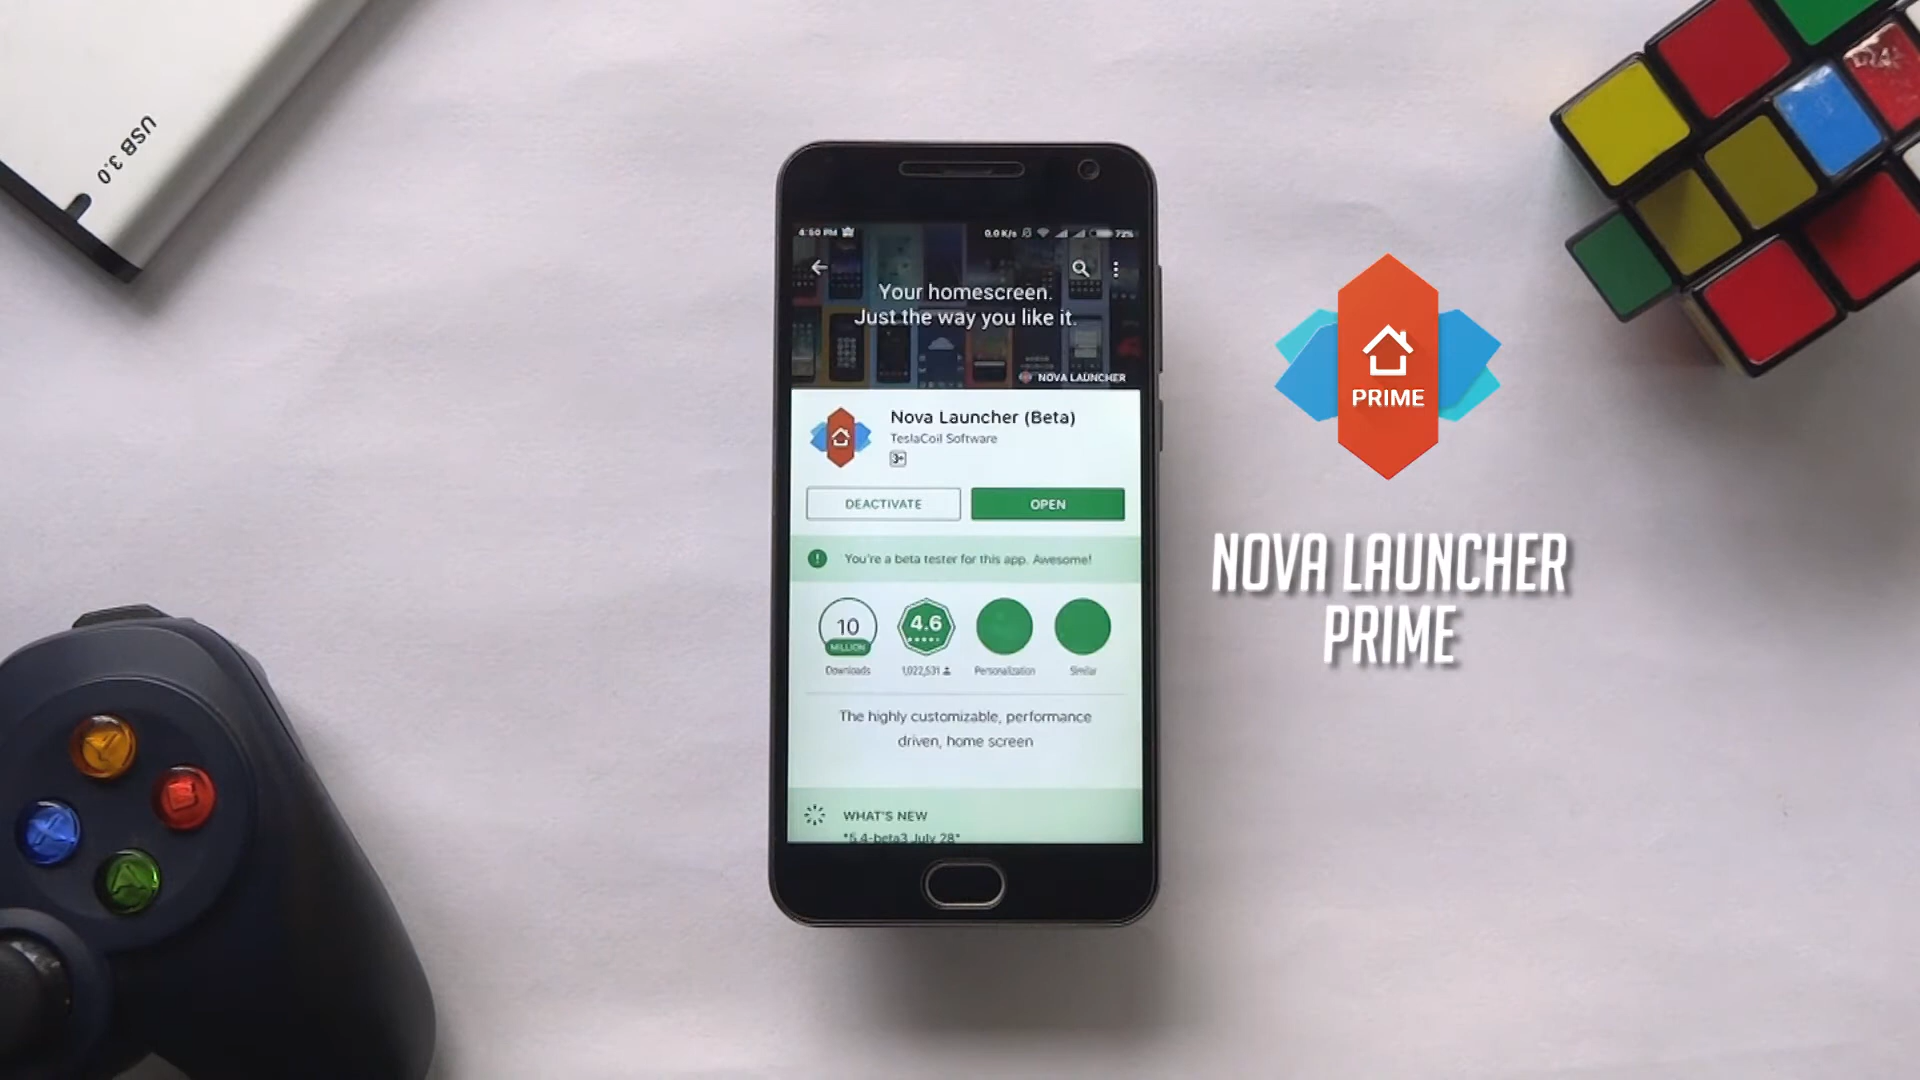 USB 3.0
4:50 PM
0.0 K/s
72%
Your homescreen.
Just the way you like it.
NOVA LAUNCHER
Nova Launcher (Beta)
TeslaCoil Software
3+
DEACTIVATE
OPEN
You're a beta tester for this app. Awesome!
10
MILLION
4.6
Downloads
1,022,531
Personalization
Similar
The highly customizable, performance
driven, home screen
WHAT'S NEW
*5.4-beta3 July 28*
PRIME
NOVA LAUNCHER
PRIME
Y
B
X
A